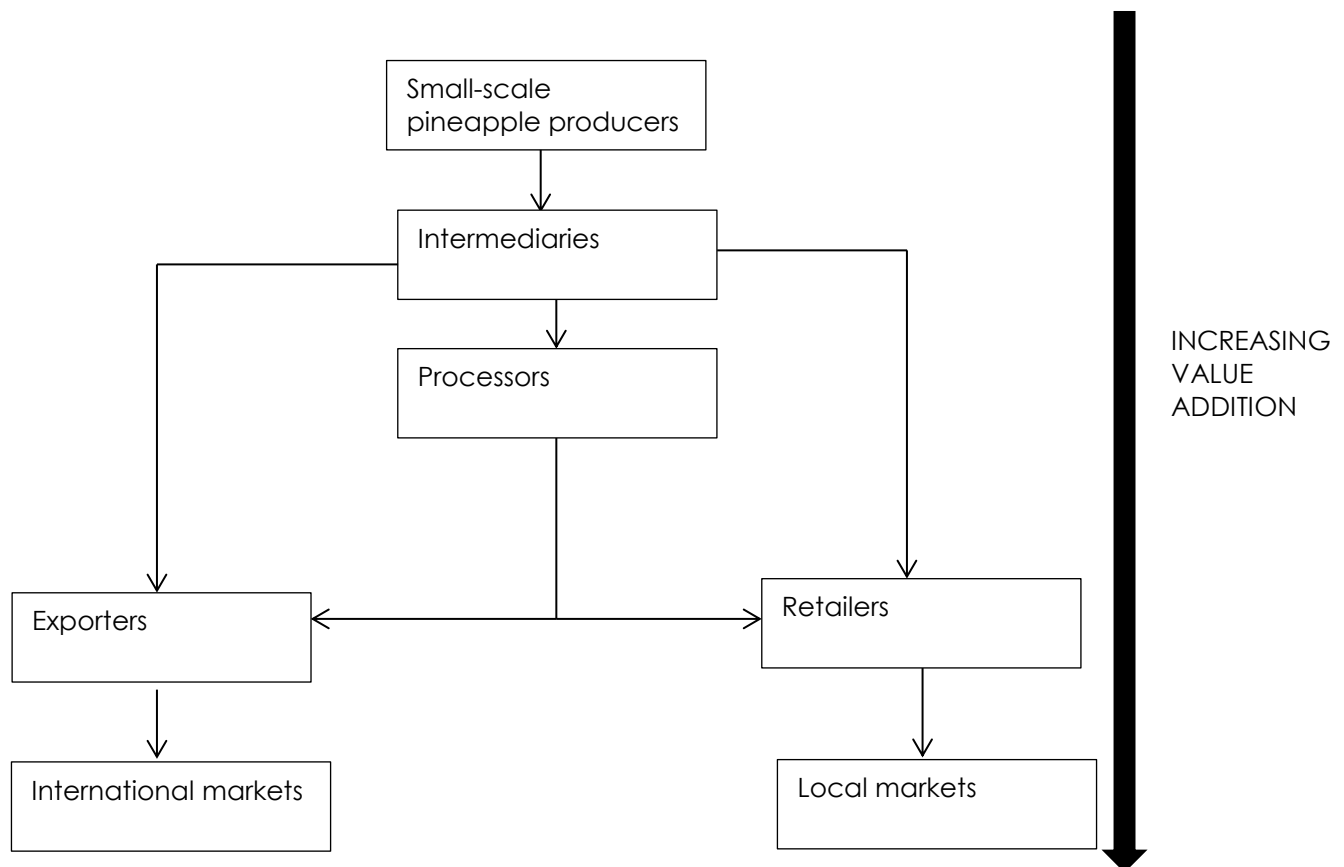 Small-scale
pineapple producers
Intermediaries
Processors
INCREASING
VALUE
ADDITION
Exporters
Retailers
International markets
Local markets